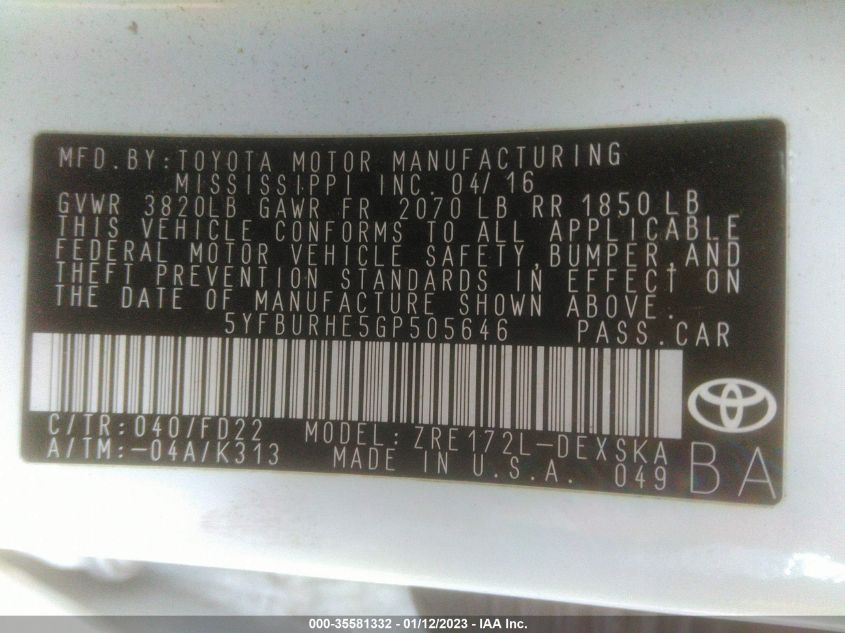 MFD.BY:TOYOTA MOTOR MANUFACTURING
MISSISSIPPI INC. 04/16
GVWR 3820LB GAWR FR 2070 LB RR 1850LB
THIS VEHICLE CONFORMS TO ALL APPLICABLE
FEDERAL MOTOR VEHICLE SAFETY,BUMPER,AND
THEFT PREVENTION STANDARDS IN EFFECT ON
THE DATE OF MANUFACTURE SHOWN ABOVE.
5YFBURHE5GP505646 PASS.CAR
C/TR:040/FD22 MODEL:ZRE172L-DEXSKA
A/TM:-04A/K313 MADE IN U.S.A. 049 BA
000-35581332 - 01/12/2023 - IAA Inc.